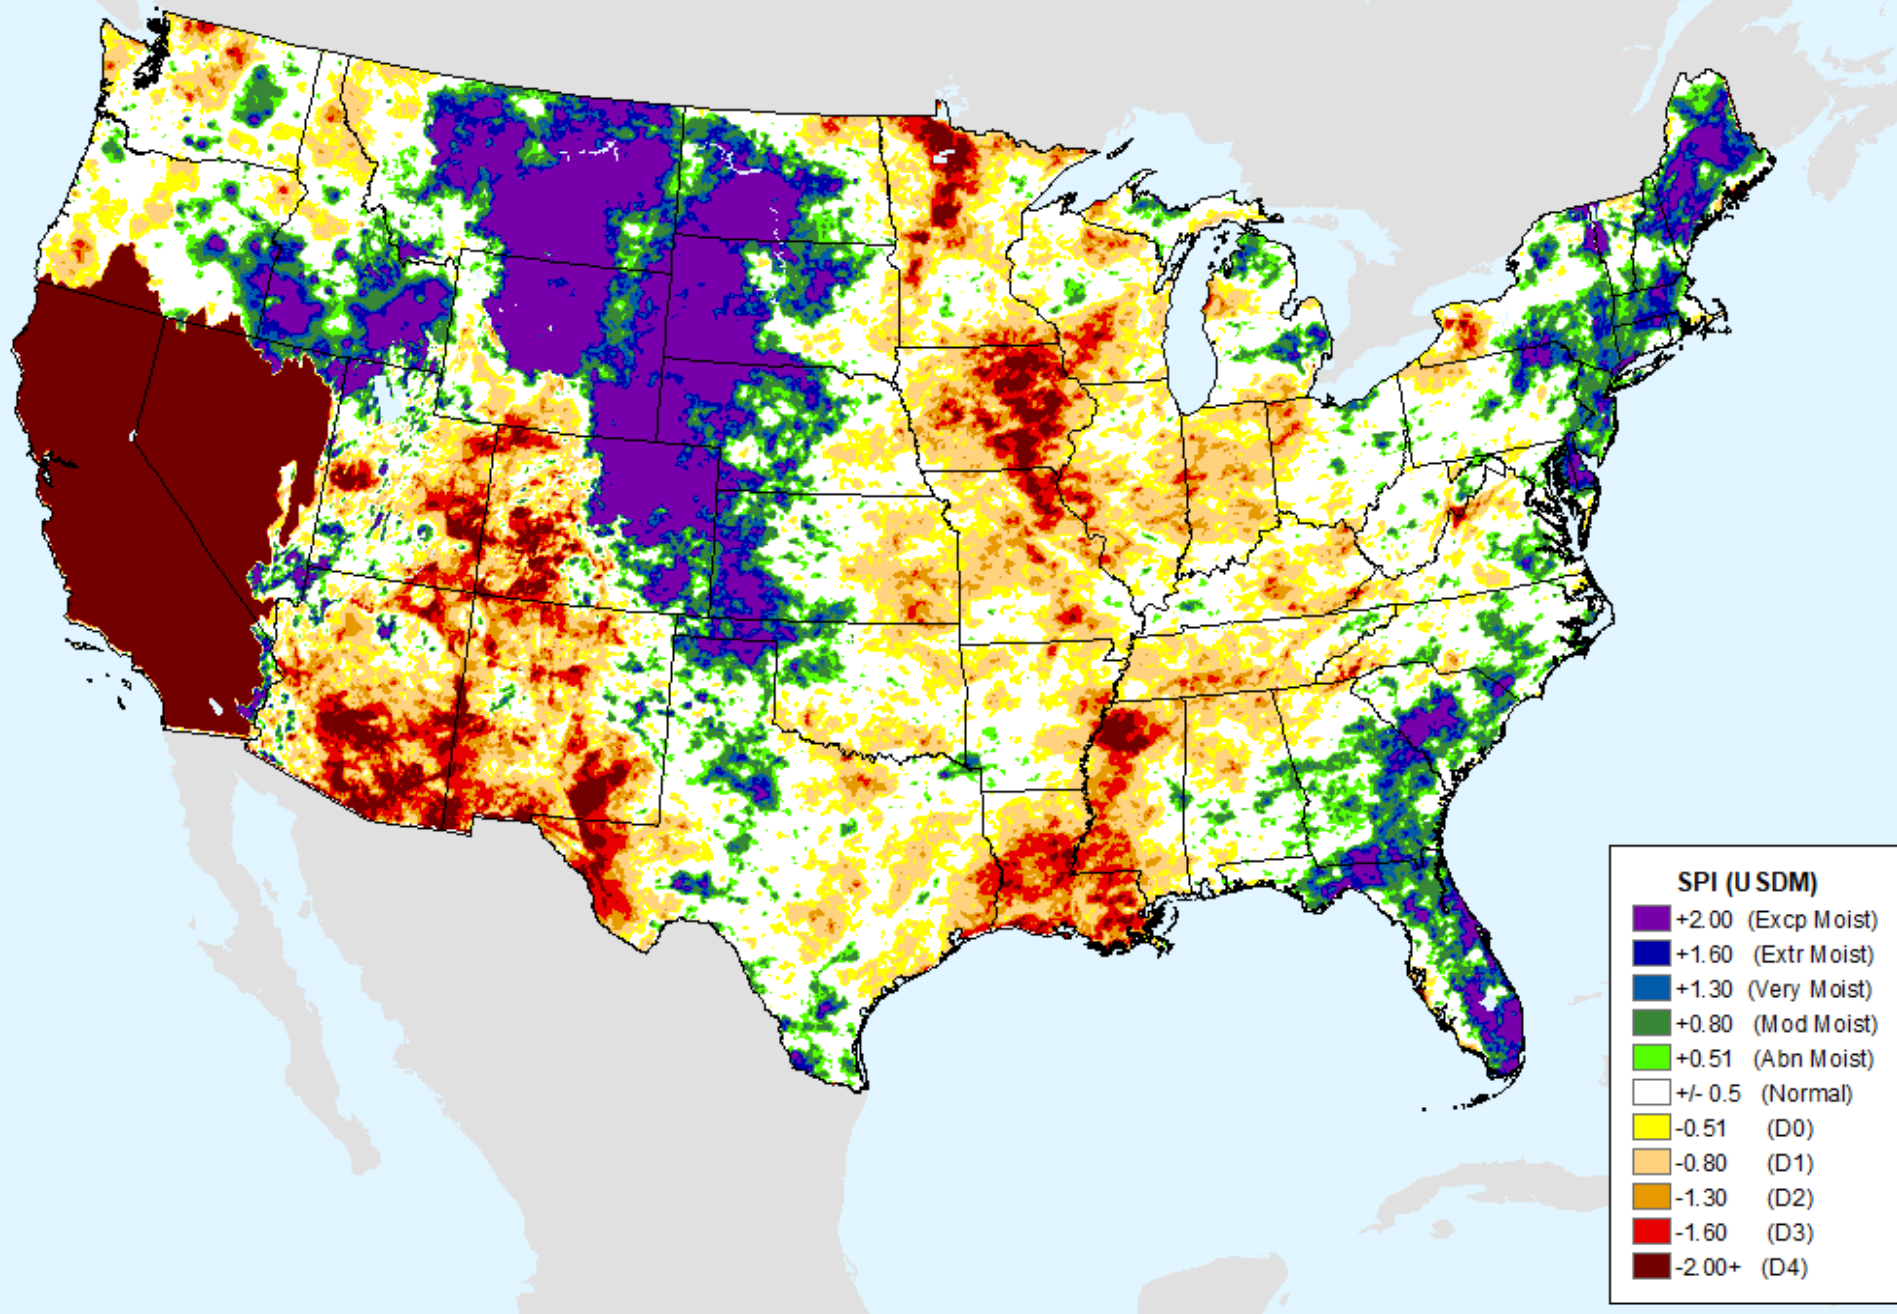 SPI (USDM)
+2.00 (Excp Moist)
+1.60 (Extr Moist)
+1.30 (Very Moist)
+0.80 (Mod Moist)
+0.51 (Abn Moist)
+/- 0.5 (Normal)
-0.51 (D0)
-0.80 (D1)
-1.30 (D2)
-1.60 (D3)
-2.00+ (D4)